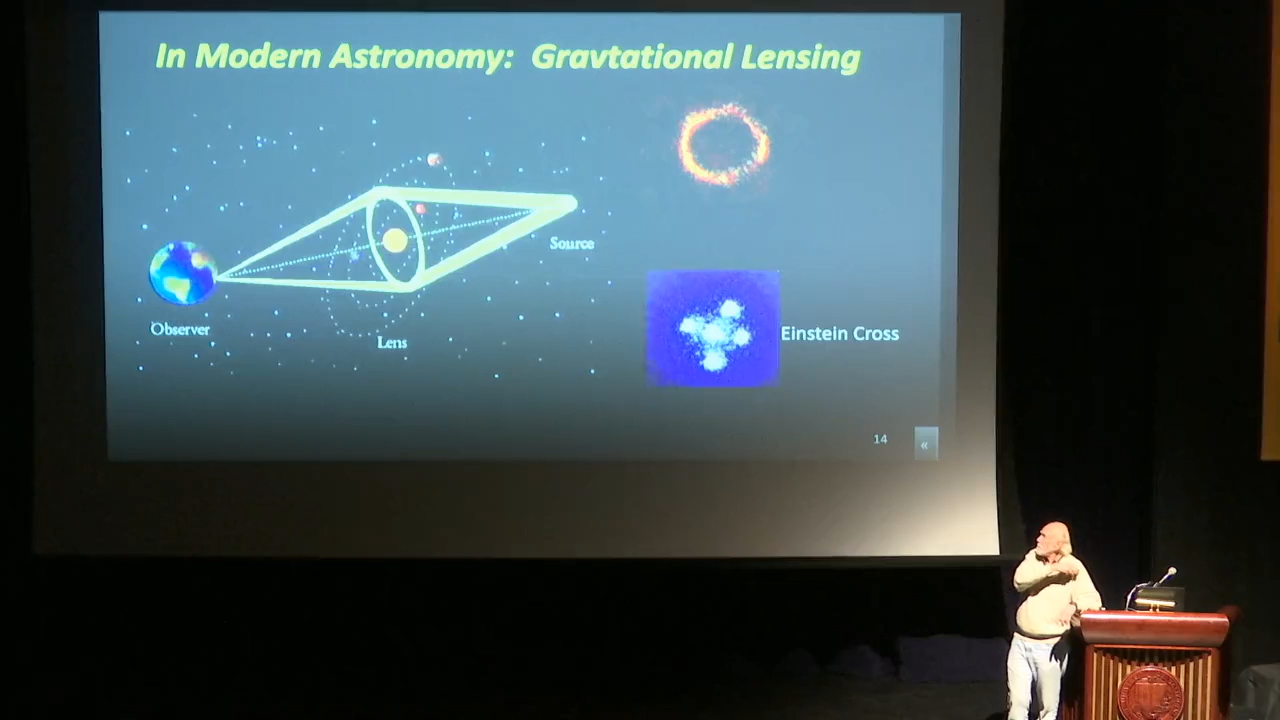 In Modern Astronomy: Gravtational Lensing
Source
Observer
Lens
Einstein Cross
14
«